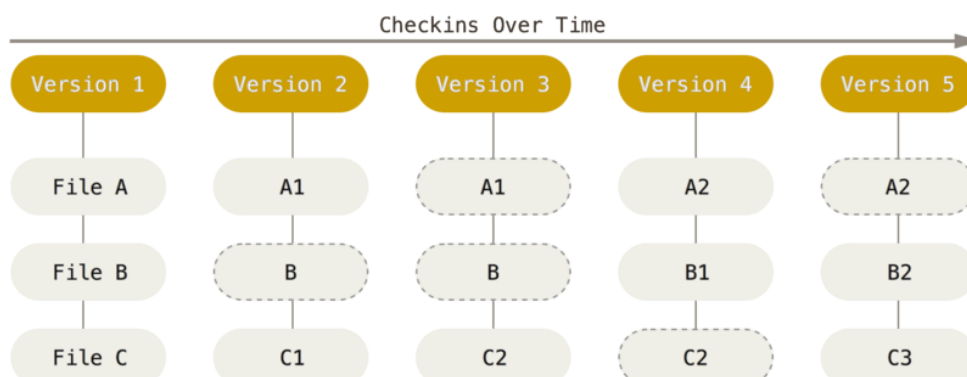 Checkins Over Time
Version 1 Version 2 Version 3 Version 4 Version 5
File A A1 A1 A2 A2
File B B B B1 B2
File C C1 C2 C2 C3